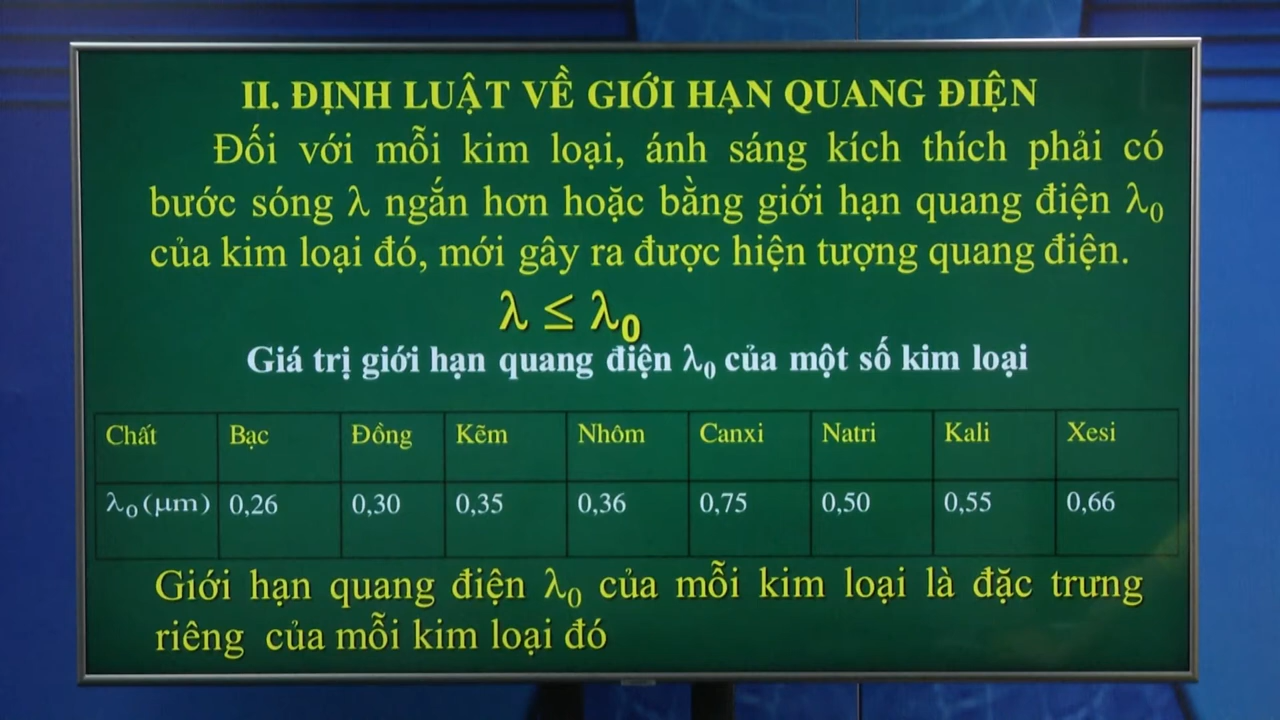 II. ĐỊNH LUẬT VỀ GIỚI HẠN QUANG ĐIỆN
Đối với mỗi kim loại, ánh sáng kích thích phải có
bước sóng λ ngắn hơn hoặc bằng giới hạn quang điện λ₀
của kim loại đó, mới gây ra được hiện tượng quang điện.
λ ≤ λ₀
Giá trị giới hạn quang điện λ₀ của một số kim loại
Chất Bạc Đồng Kẽm Nhôm Canxi Natri Kali Xesi
λ₀(μm) 0,26 0,30 0,35 0,36 0,75 0,50 0,55 0,66
Giới hạn quang điện λ₀ của mỗi kim loại là đặc trưng
riêng của mỗi kim loại đó